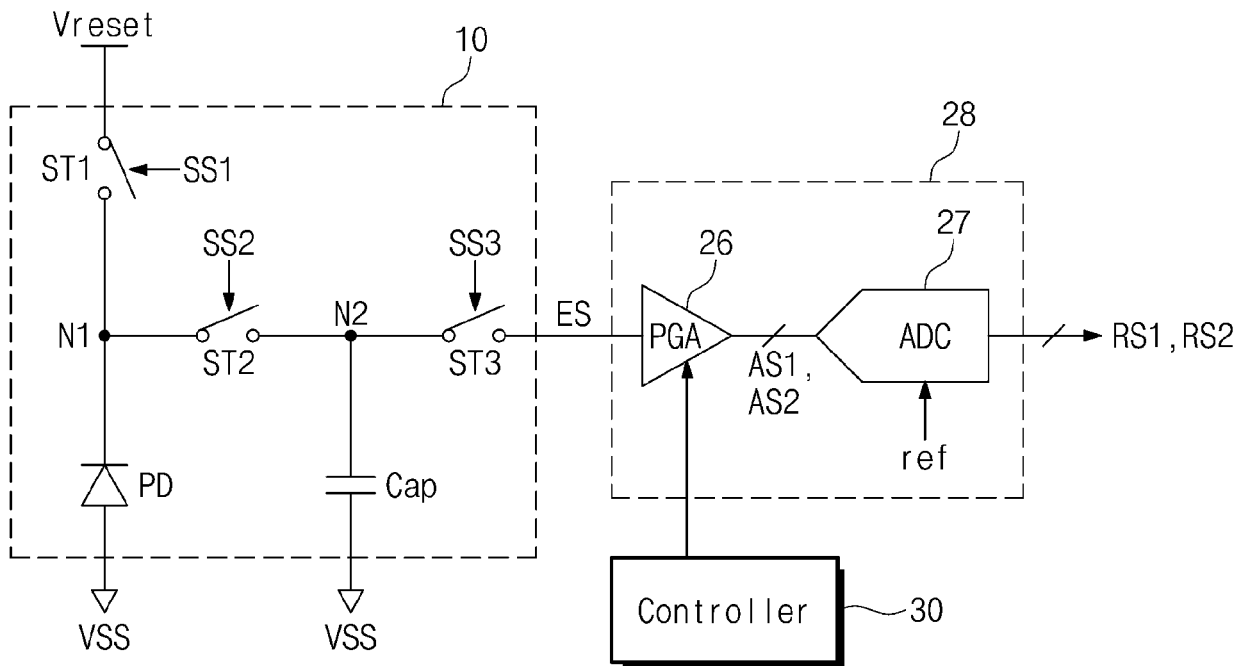 Vreset
10
ST1
SS1
28
SS2
SS3
26
27
N1
ST2
N2
ST3
ES
PGA
AS1,
AS2
ADC
RS1, RS2
ref
PD
Cap
VSS
VSS
Controller
30